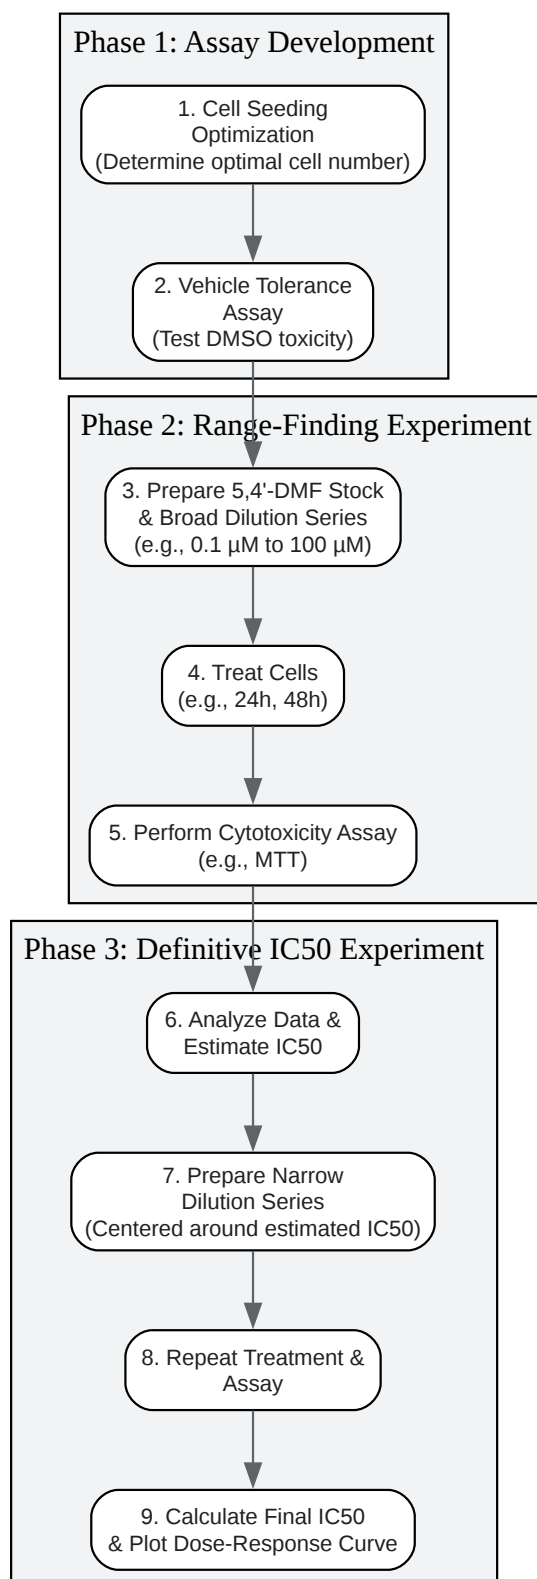 Phase 1: Assay Development
1. Cell Seeding
Optimization
(Determine optimal cell number)
2. Vehicle Tolerance
Assay
(Test DMSO toxicity)
Phase 2: Range-Finding Experiment
3. Prepare 5,4'-DMF Stock
& Broad Dilution Series
(e.g., 0.1 µM to 100 µM)
4. Treat Cells
(e.g., 24h, 48h)
5. Perform Cytotoxicity Assay
(e.g., MTT)
Phase 3: Definitive IC50 Experiment
6. Analyze Data &
Estimate IC50
7. Prepare Narrow
Dilution Series
(Centered around estimated IC50)
8. Repeat Treatment &
Assay
9. Calculate Final IC50
& Plot Dose-Response Curve